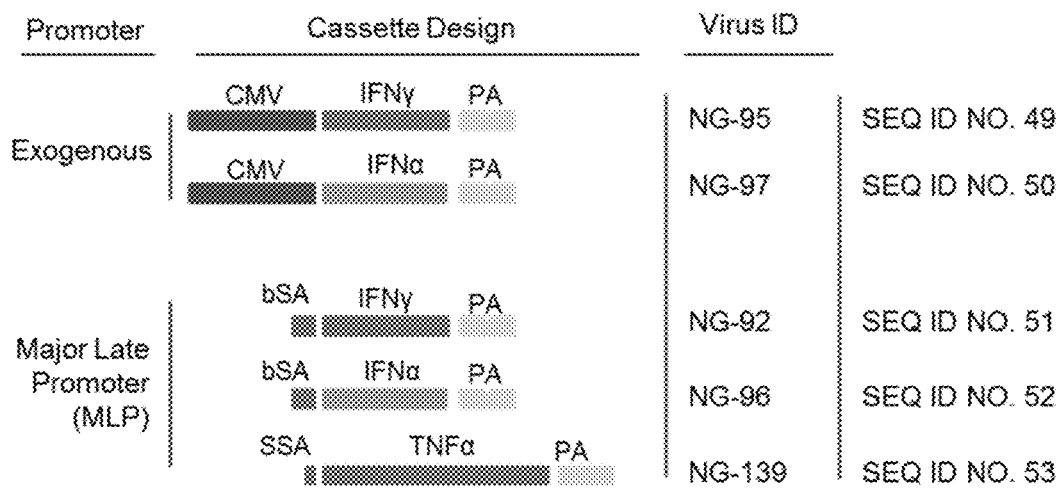 Promoter Cassette Design Virus ID
CMV IFNγ PA
NG-95 SEQ ID NO. 49
Exogenous
CMV IFNα PA
NG-97 SEQ ID NO. 50
bSA IFNγ PA
NG-92 SEQ ID NO. 51
Major Late
Promoter
(MLP)
bSA IFNα PA
NG-96 SEQ ID NO. 52
SSA TNFα PA
NG-139 SEQ ID NO. 53